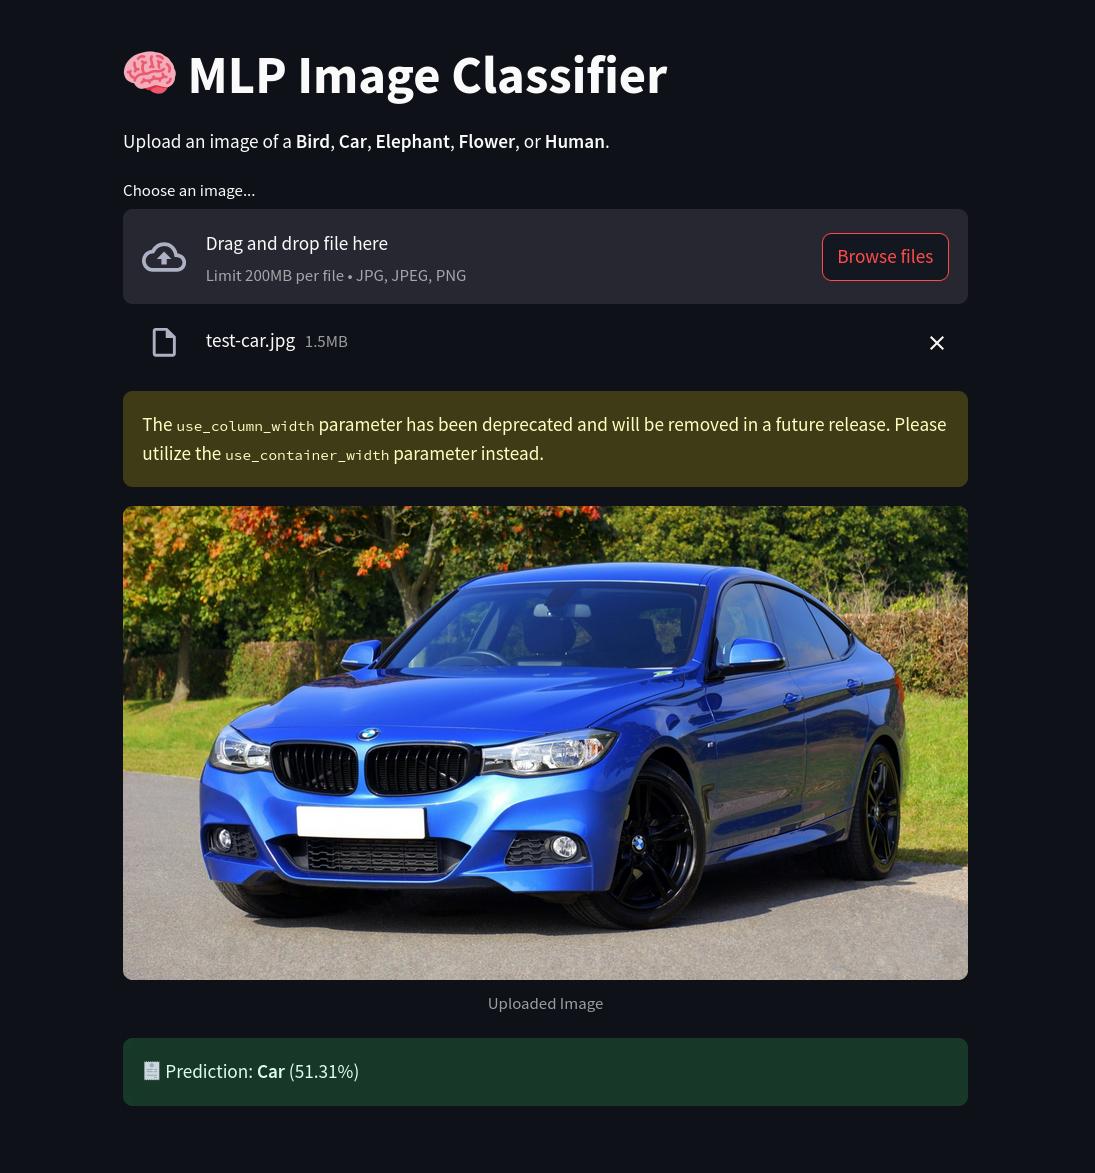 MLP Image Classifier
Upload an image of a Bird, Car, Elephant, Flower, or Human.
Choose an image...
Drag and drop file here
Limit 200MB per file • JPG, JPEG, PNG
Browse files
test-car.jpg 1.5MB
The use_column_width parameter has been deprecated and will be removed in a future release. Please
utilize the use_container_width parameter instead.
Uploaded Image
Prediction: Car (51.31%)